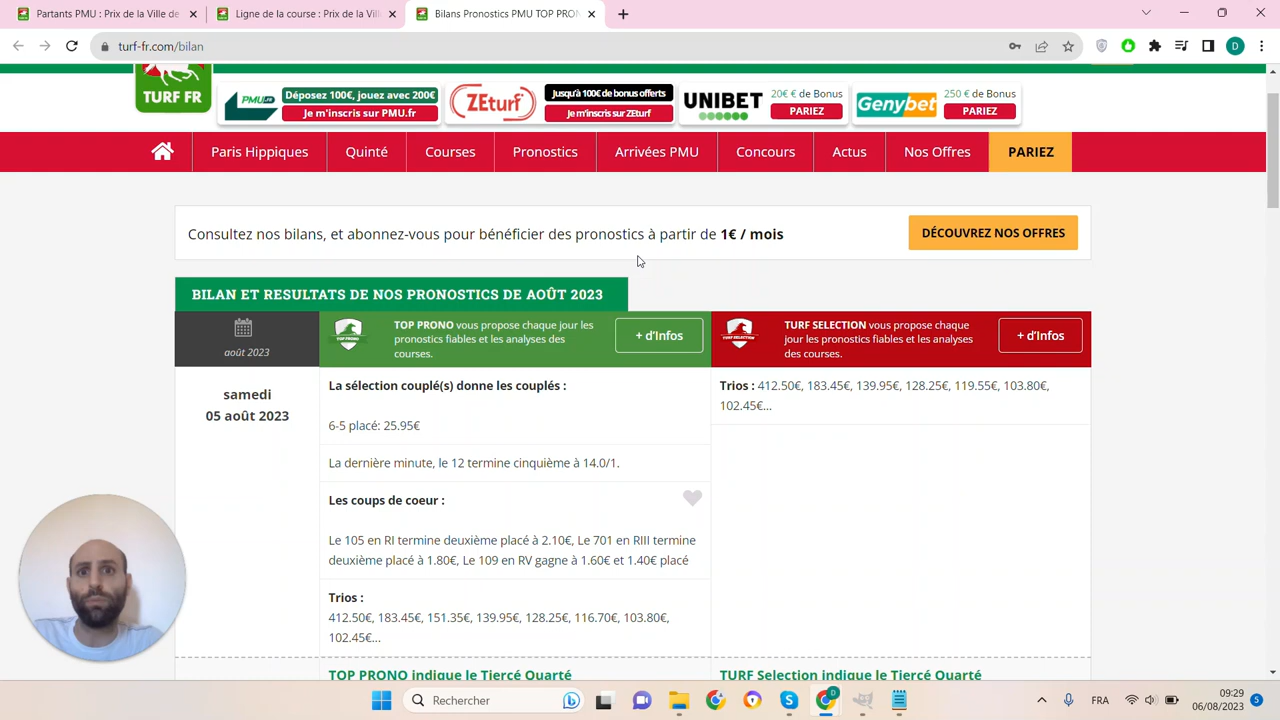 Partants PMU : Prix de la Ville de
Ligne de la course : Prix de la Vill
Bilans Pronostics PMU TOP PRON
turf-fr.com/bilan
D
TURF FR
PMU.fr
Déposez 100€, jouez avec 200€
Je m'inscris sur PMU.fr
ZEturf
Jusqu'à 100€ de bonus offerts
Je m'inscris sur ZEturf
UNIBET
20€ € de Bonus
PARIEZ
Genybet
250 € de Bonus
PARIEZ
Paris Hippiques
Quinté
Courses
Pronostics
Arrivées PMU
Concours
Actus
Nos Offres
PARIEZ
Consultez nos bilans, et abonnez-vous pour bénéficier des pronostics à partir de 1€ / mois
DÉCOUVREZ NOS OFFRES
BILAN ET RESULTATS DE NOS PRONOSTICS DE AOÛT 2023
août 2023
TOP PRONO
TOP PRONO vous propose chaque jour les
pronostics fiables et les analyses des
courses.
+ d'Infos
TURF SELECTION
TURF SELECTION vous propose chaque
jour les pronostics fiables et les analyses
des courses.
+ d'Infos
samedi
05 août 2023
La sélection couplé(s) donne les couplés :
6-5 placé: 25.95€
La dernière minute, le 12 termine cinquième à 14.0/1.
Les coups de coeur :
Le 105 en RI termine deuxième placé à 2.10€, Le 701 en RIII termine
deuxième placé à 1.80€, Le 109 en RV gagne à 1.60€ et 1.40€ placé
Trios :
412.50€, 183.45€, 151.35€, 139.95€, 128.25€, 116.70€, 103.80€,
102.45€...
Trios : 412.50€, 183.45€, 139.95€, 128.25€, 119.55€, 103.80€,
102.45€...
TOP PRONO indique le Tiercé Quarté
TURF Selection indique le Tiercé Quarté
Rechercher
D
FRA
09:29
06/08/2023
5